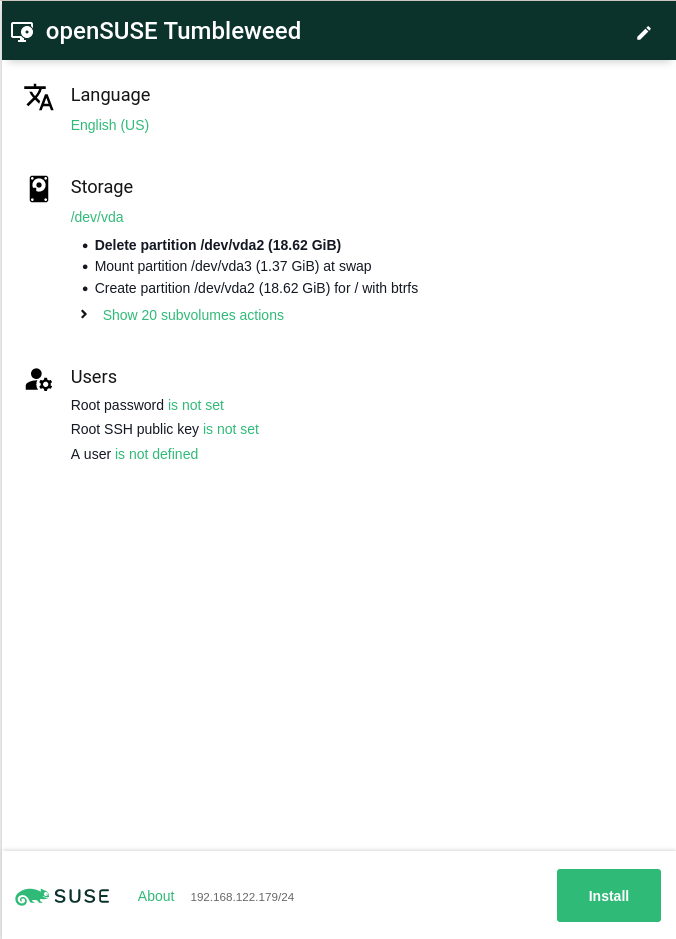 openSUSE Tumbleweed
Language
English (US)
Storage
/dev/vda
• Delete partition /dev/vda2 (18.62 GiB)
• Mount partition /dev/vda3 (1.37 GiB) at swap
• Create partition /dev/vda2 (18.62 GiB) for / with btrfs
Show 20 subvolumes actions
Users
Root password is not set
Root SSH public key is not set
A user is not defined
SUSE About 192.168.122.179/24 Install